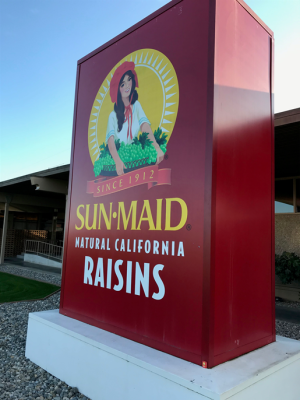 SINCE 1912
SUN·MAID
NATURAL CALIFORNIA
RAISINS